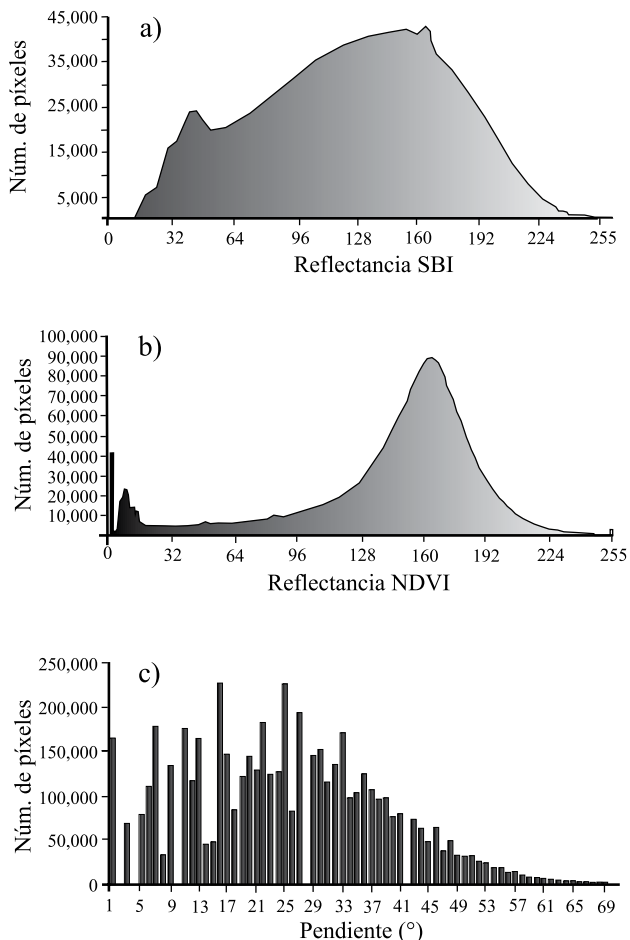 a)
Núm. de píxeles
45,000
35,000
25,000
15,000
5,000
0 32 64 96 128 160 192 224 255
Reflectancia SBI
b)
Núm. de píxeles
100,000
90,000
80,000
70,000
60,000
50,000
40,000
30,000
20,000
10,000
0 32 64 96 128 160 192 224 255
Reflectancia NDVI
c)
Núm. de píxeles
250,000
200,000
150,000
100,000
50,000
0
1 5 9 13 17 21 25 29 33 37 41 45 49 53 57 61 65 69
Pendiente (°)